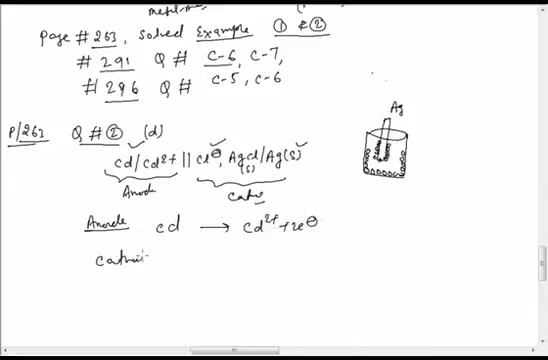 Page # 263, Solved Example ① & ②
# 291 Q # C-6, C-7,
# 296 Q # C-5, C-6
P/263 Q # ② (d)
Ag
Cd/Cd2+ || Cl⊖, AgCl/Ag(s)
(s)
Anode
Anode Cd → Cd2+ + 2e⊖